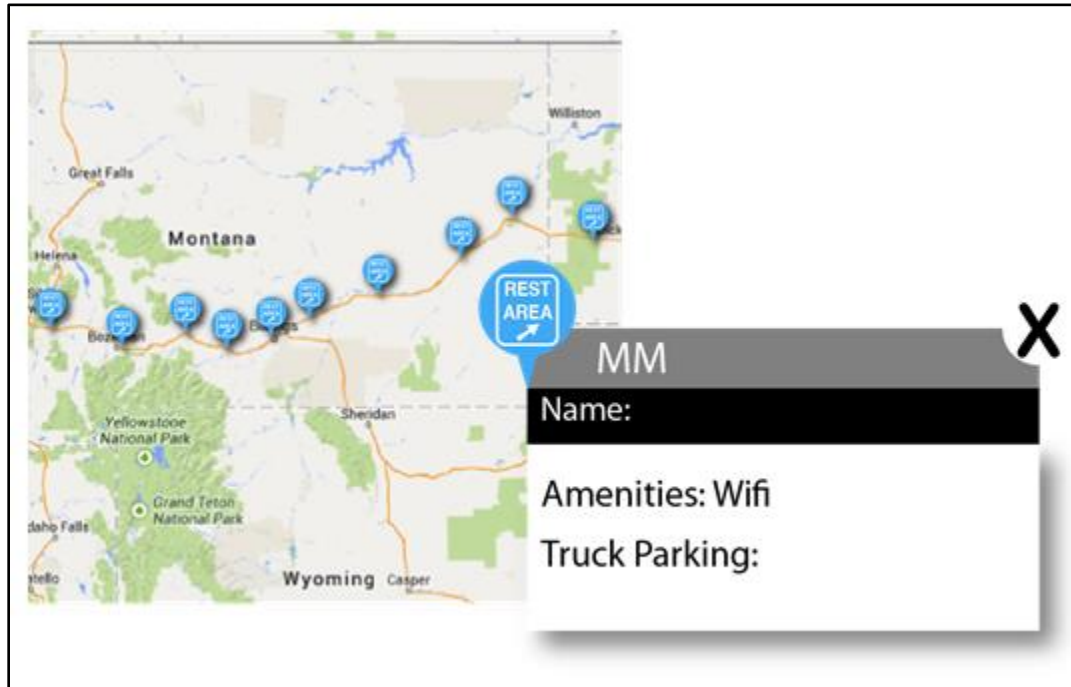 Williston
Great Falls
Montana
Helena
REST
AREA
MM
Name:
Sheridan
Yellowstone
National Park
Amenities: Wifi
Grand Teton
National Park
Truck Parking:
Wyoming
Casper